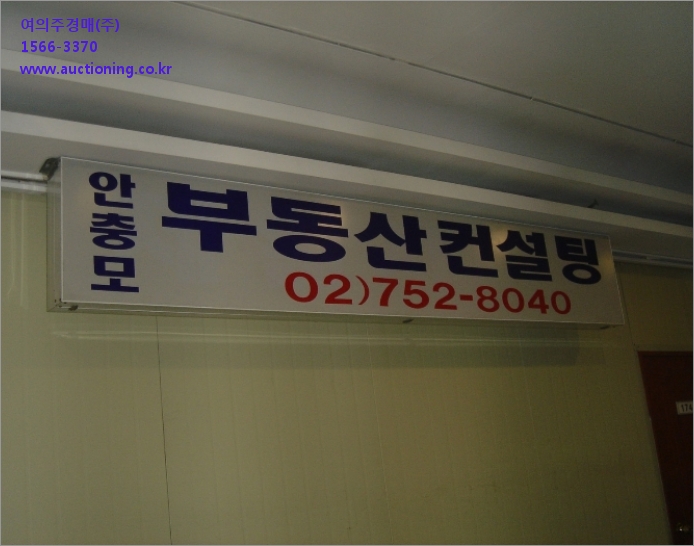 여의주경매(주)
1566-3370
www.auctioning.co.kr
안충모
부동산컨설팅
02)752-8040